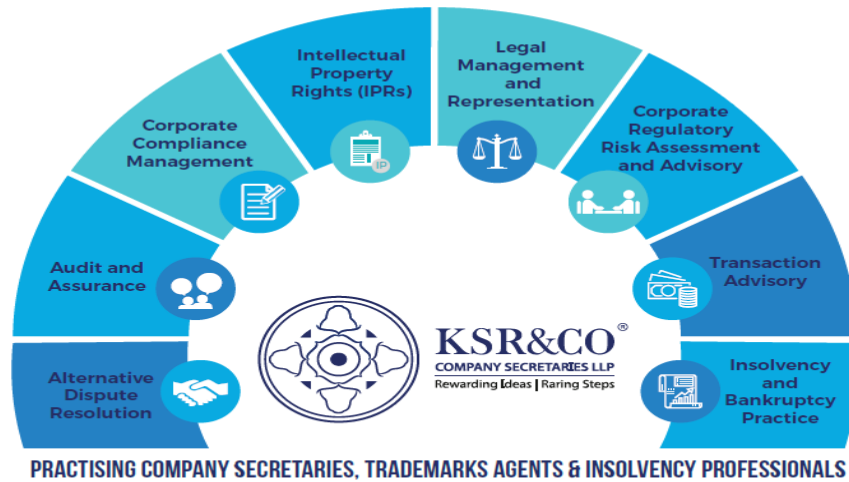 Intellectual
Property
Rights (IPRs)
Legal
Management
and
Representation
Corporate
Compliance
Management
Corporate
Regulatory
Risk Assessment
and Advisory
IP
Audit and
Assurance
Transaction
Advisory
KSR&CO®
COMPANY SECRETARIES LLP
Rewarding Ideas | Raring Steps
Alternative
Dispute
Resolution
Insolvency
and
Bankruptcy
Practice
PRACTISING COMPANY SECRETARIES, TRADEMARKS AGENTS & INSOLVENCY PROFESSIONALS